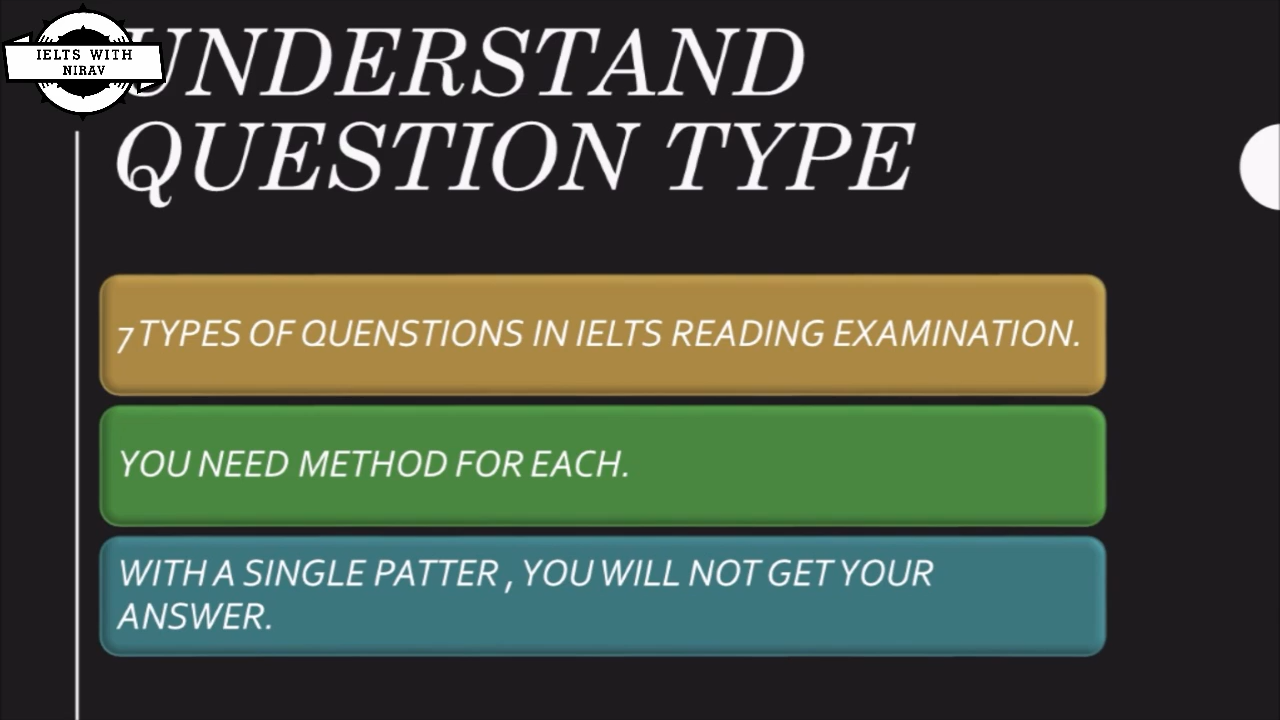 IELTS WITH
NIRAV
UNDERSTAND
QUESTION TYPE
7 TYPES OF QUENSTIONS IN IELTS READING EXAMINATION.
YOU NEED METHOD FOR EACH.
WITH A SINGLE PATTER , YOU WILL NOT GET YOUR
ANSWER.